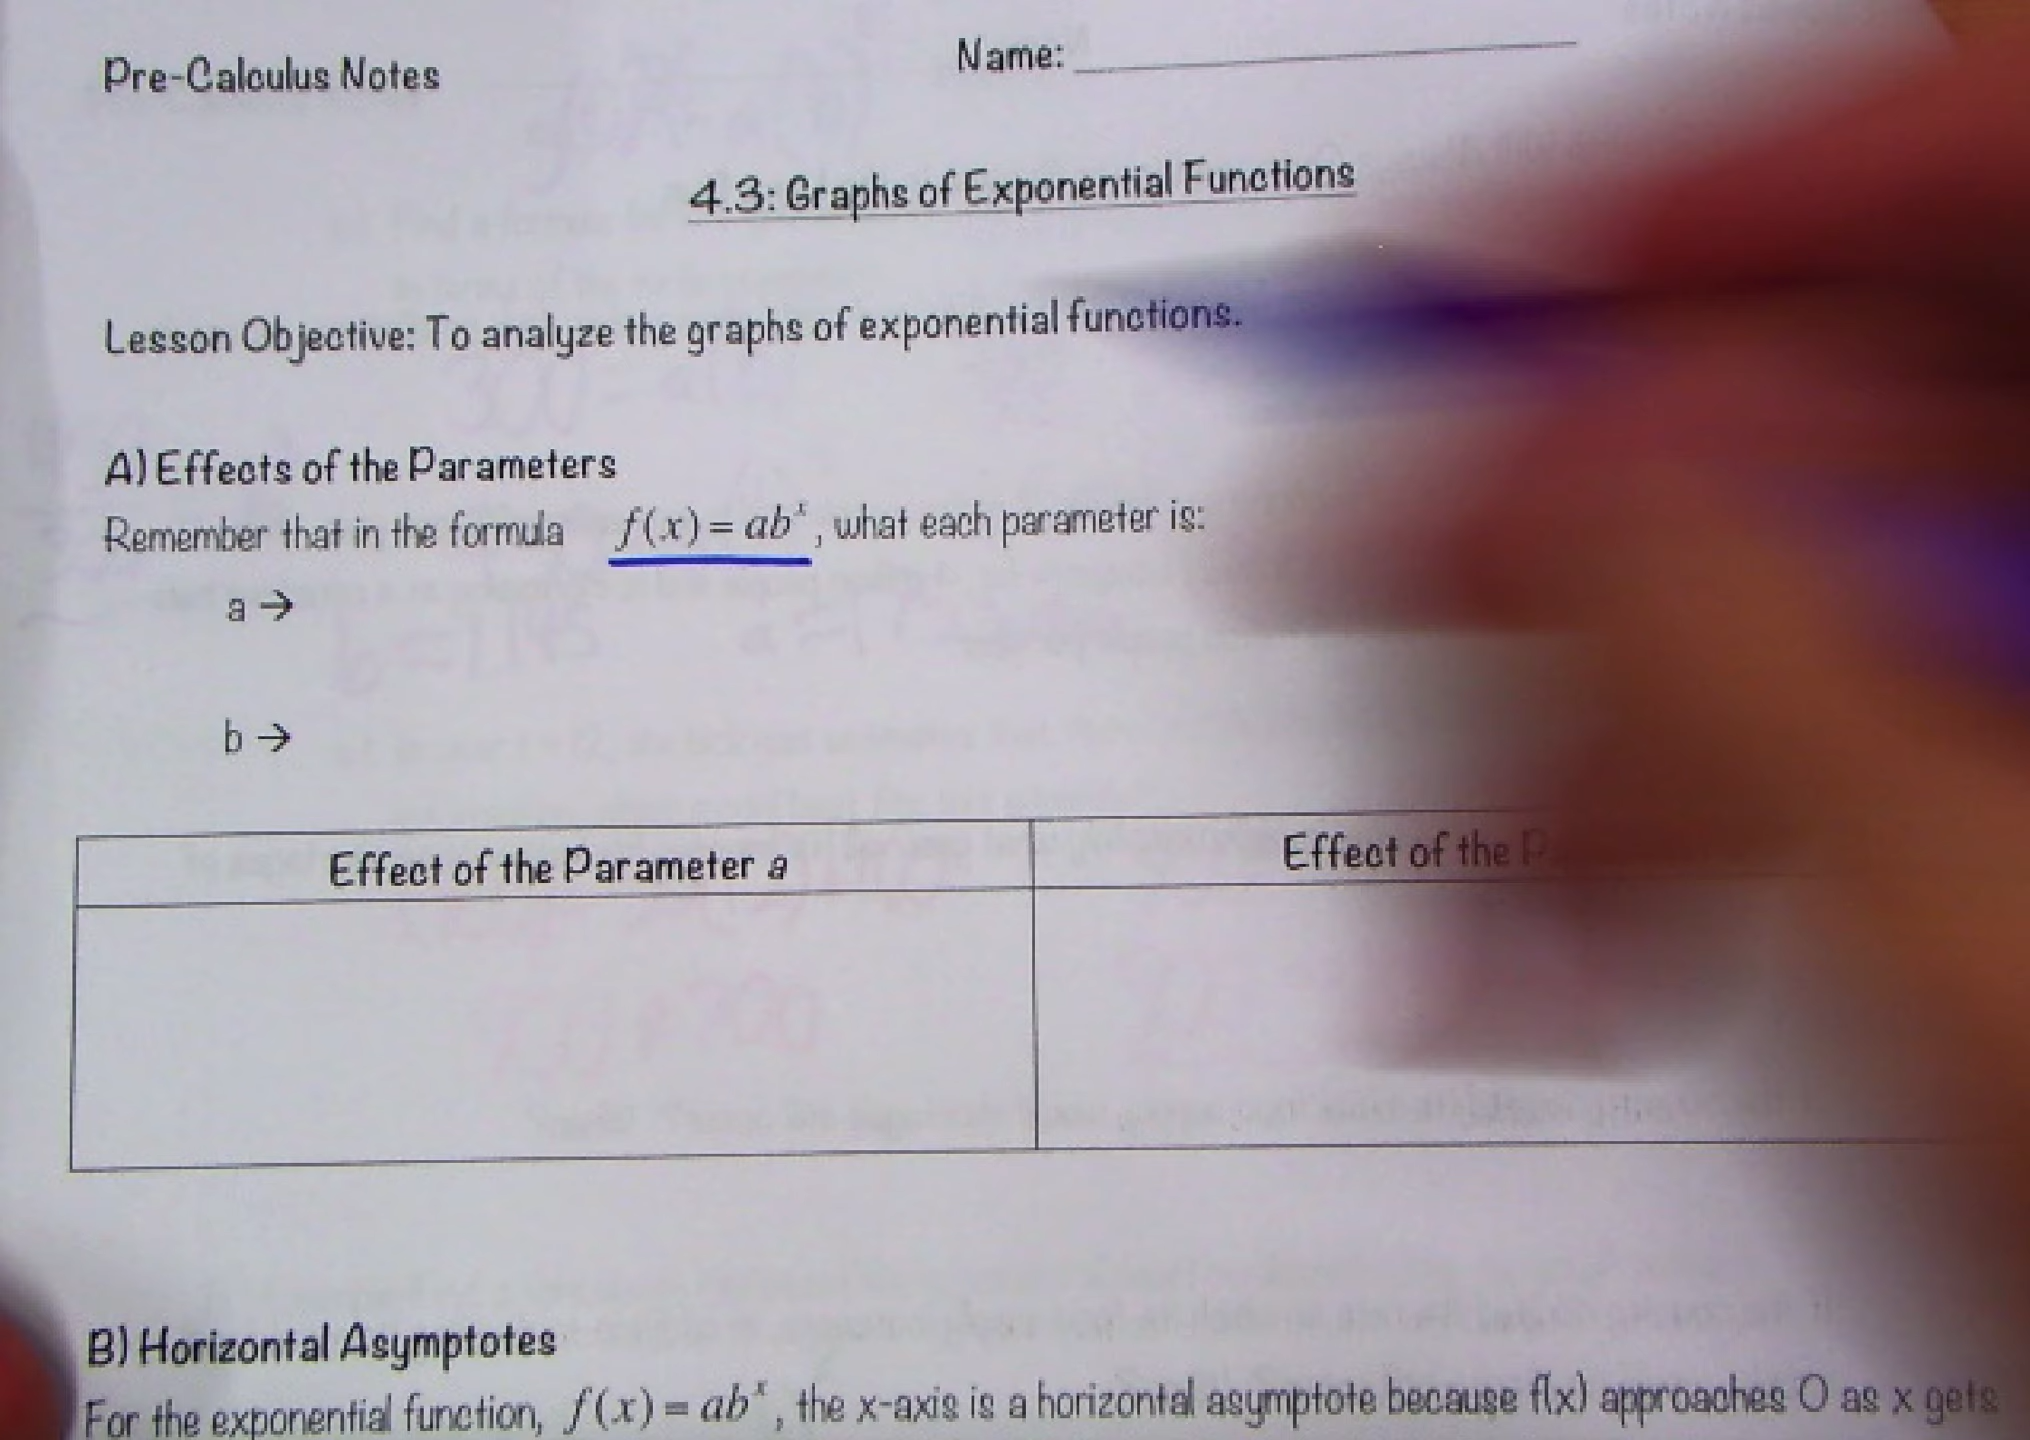 Pre-Calculus Notes
Name:
4.3: Graphs of Exponential Functions
Lesson Objective: To analyze the graphs of exponential functions.
A) Effects of the Parameters
Remember that in the formula f(x) = abˣ, what each parameter is:
a →
b →
Effect of the Parameter a
Effect of the
B) Horizontal Asymptotes
For the exponential function, f(x) = abˣ, the x-axis is a horizontal asymptote because f(x) approaches 0 as x gets